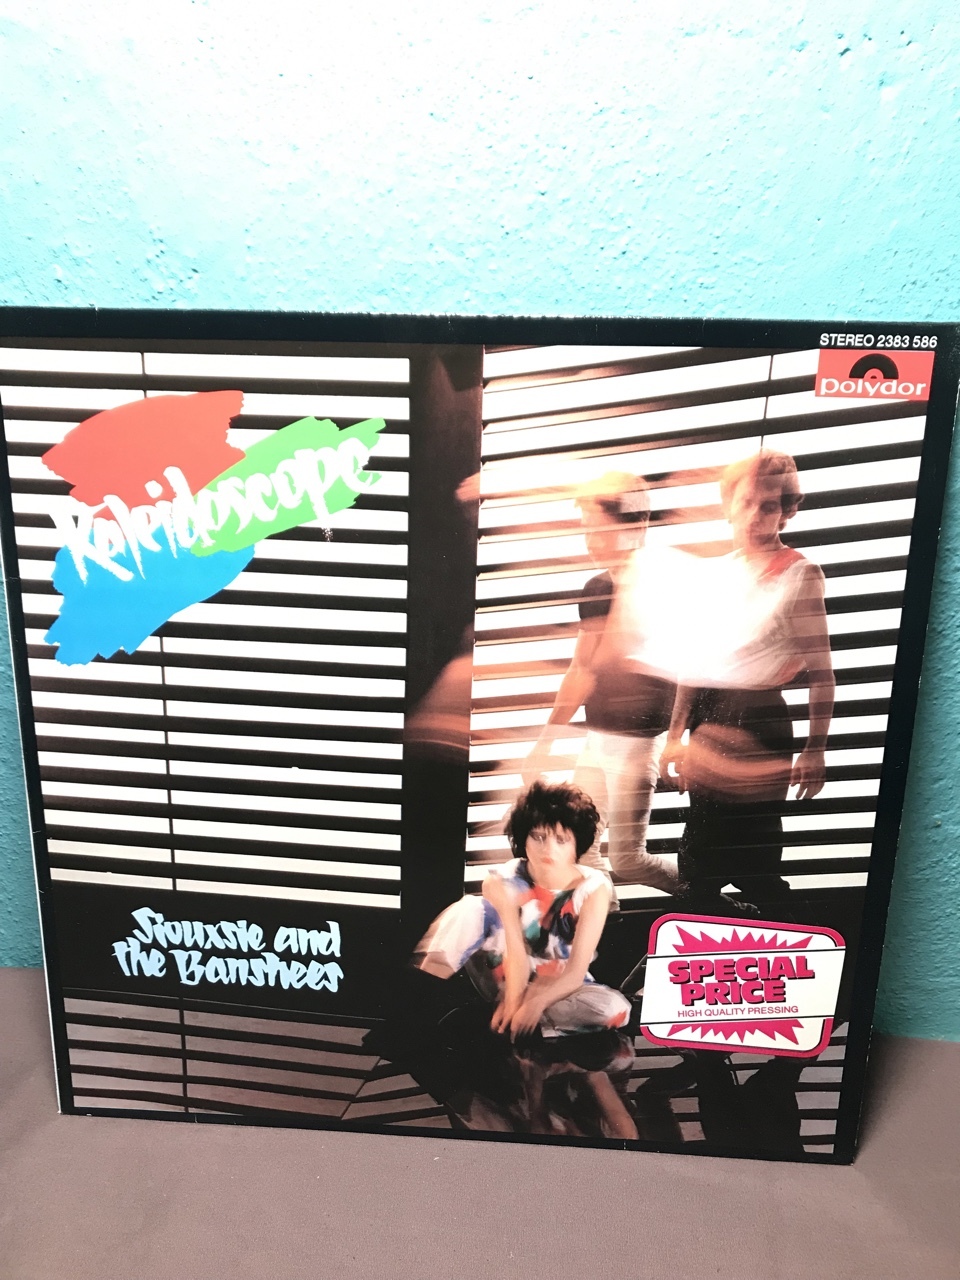 STEREO 2383 586
polydor
Kaleidoscope
Siouxsie and
the Banshees
SPECIAL
PRICE
HIGH QUALITY PRESSING